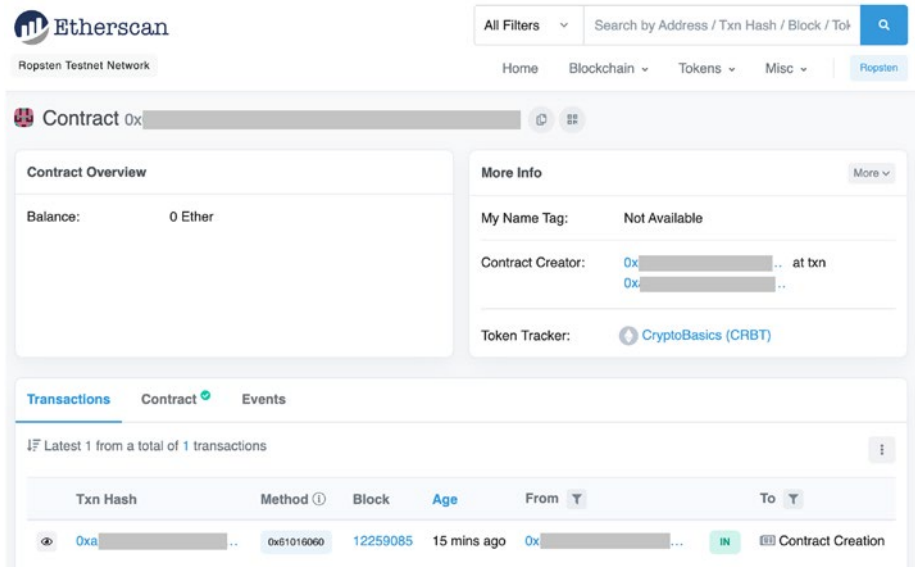 Etherscan
All Filters
Search by Address / Txn Hash / Block / Tok
Ropsten Testnet Network
Home Blockchain Tokens Misc Ropsten
Contract 0x
Contract Overview
Balance: 0 Ether
More Info More
My Name Tag: Not Available
Contract Creator: 0x .. at txn
0x ..
Token Tracker: CryptoBasics (CRBT)
Transactions Contract Events
Latest 1 from a total of 1 transactions
Txn Hash Method Block Age From To
0xa ... 0x61016060 12259085 15 mins ago 0x ... IN Contract Creation